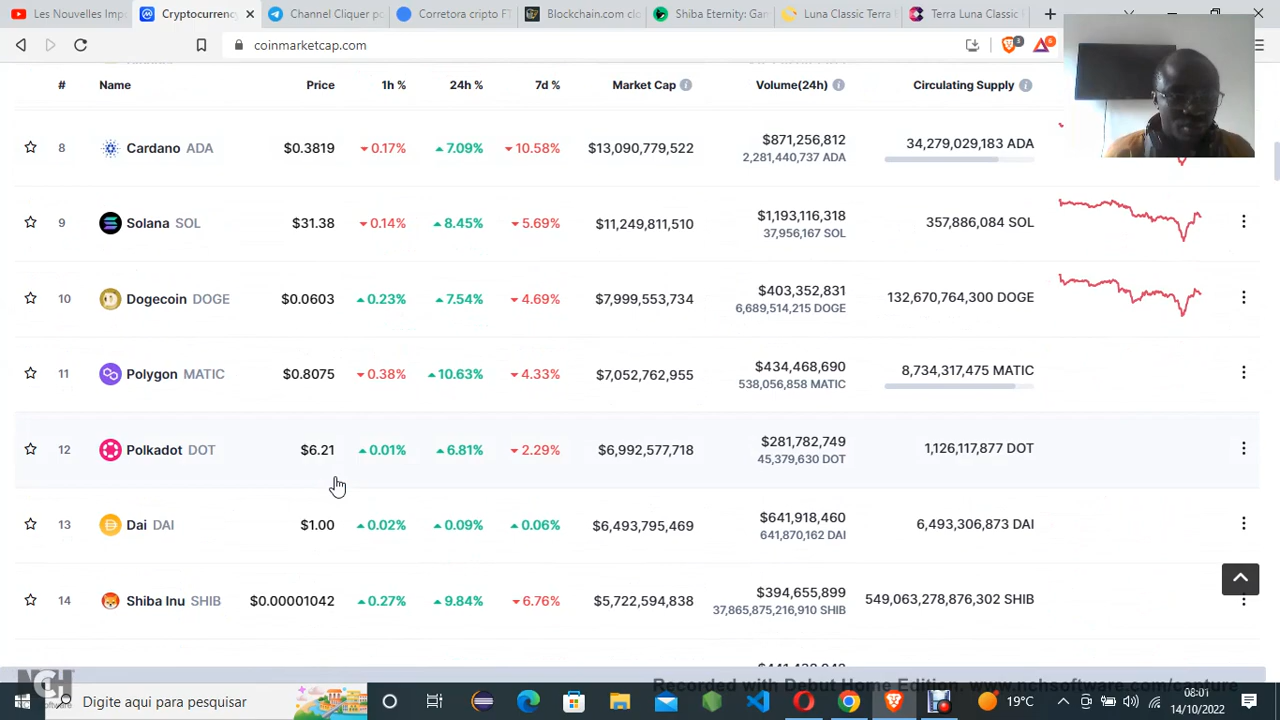 Les Nouvelles Imp
Cryptocurrency
Channel Cliquer po
Corretora cripto FT
Blockchain.com clo
Shiba Eternity: Gam
Luna Classic Terra
Terra Luna Classic
coinmarketcap.com
3
6
# Name Price 1h % 24h % 7d % Market Cap Volume(24h) Circulating Supply
8 Cardano ADA $0.3819 0.17% 7.09% 10.58% $13,090,779,522 $871,256,812 34,279,029,183 ADA
2,281,440,737 ADA
9 Solana SOL $31.38 0.14% 8.45% 5.69% $11,249,811,510 $1,193,116,318 357,886,084 SOL
37,956,167 SOL
10 Dogecoin DOGE $0.0603 0.23% 7.54% 4.69% $7,999,553,734 $403,352,831 132,670,764,300 DOGE
6,689,514,215 DOGE
11 Polygon MATIC $0.8075 0.38% 10.63% 4.33% $7,052,762,955 $434,468,690 8,734,317,475 MATIC
538,056,858 MATIC
12 Polkadot DOT $6.21 0.01% 6.81% 2.29% $6,992,577,718 $281,782,749 1,126,117,877 DOT
45,379,630 DOT
13 Dai DAI $1.00 0.02% 0.09% 0.06% $6,493,795,469 $641,918,460 6,493,306,873 DAI
641,870,162 DAI
14 Shiba Inu SHIB $0.00001042 0.27% 9.84% 6.76% $5,722,594,838 $394,655,899 549,063,278,876,302 SHIB
37,865,875,216,910 SHIB
NCH
Software
Recorded with Debut Home Edition. www.nchsoftware.com/capture
Digite aqui para pesquisar
19°C
08:01
14/10/2022